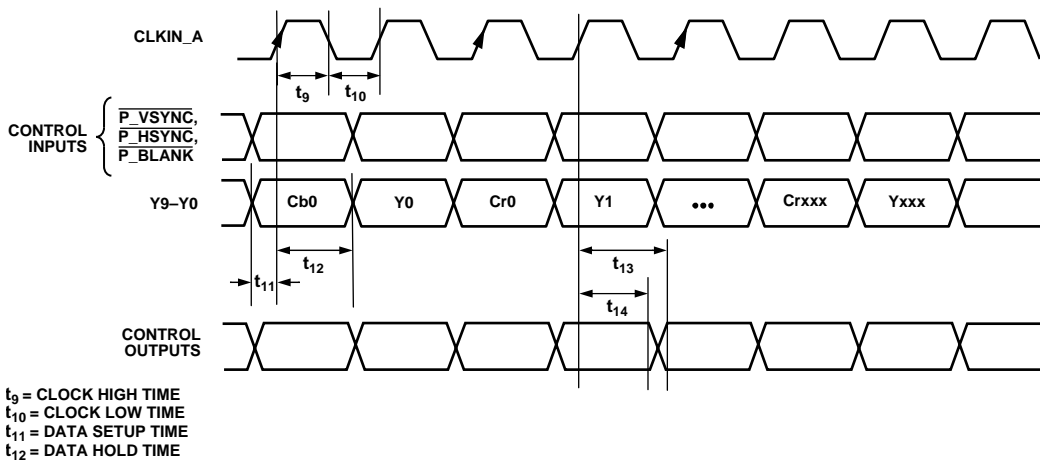 CLKIN_A
t9
t10
CONTROL
INPUTS
P_VSYNC,
P_HSYNC,
P_BLANK
Y9–Y0
Cb0
Y0
Cr0
Y1
•••
Crxxx
Yxxx
t12
t11
t13
t14
CONTROL
OUTPUTS
t9 = CLOCK HIGH TIME
t10 = CLOCK LOW TIME
t11 = DATA SETUP TIME
t12 = DATA HOLD TIME